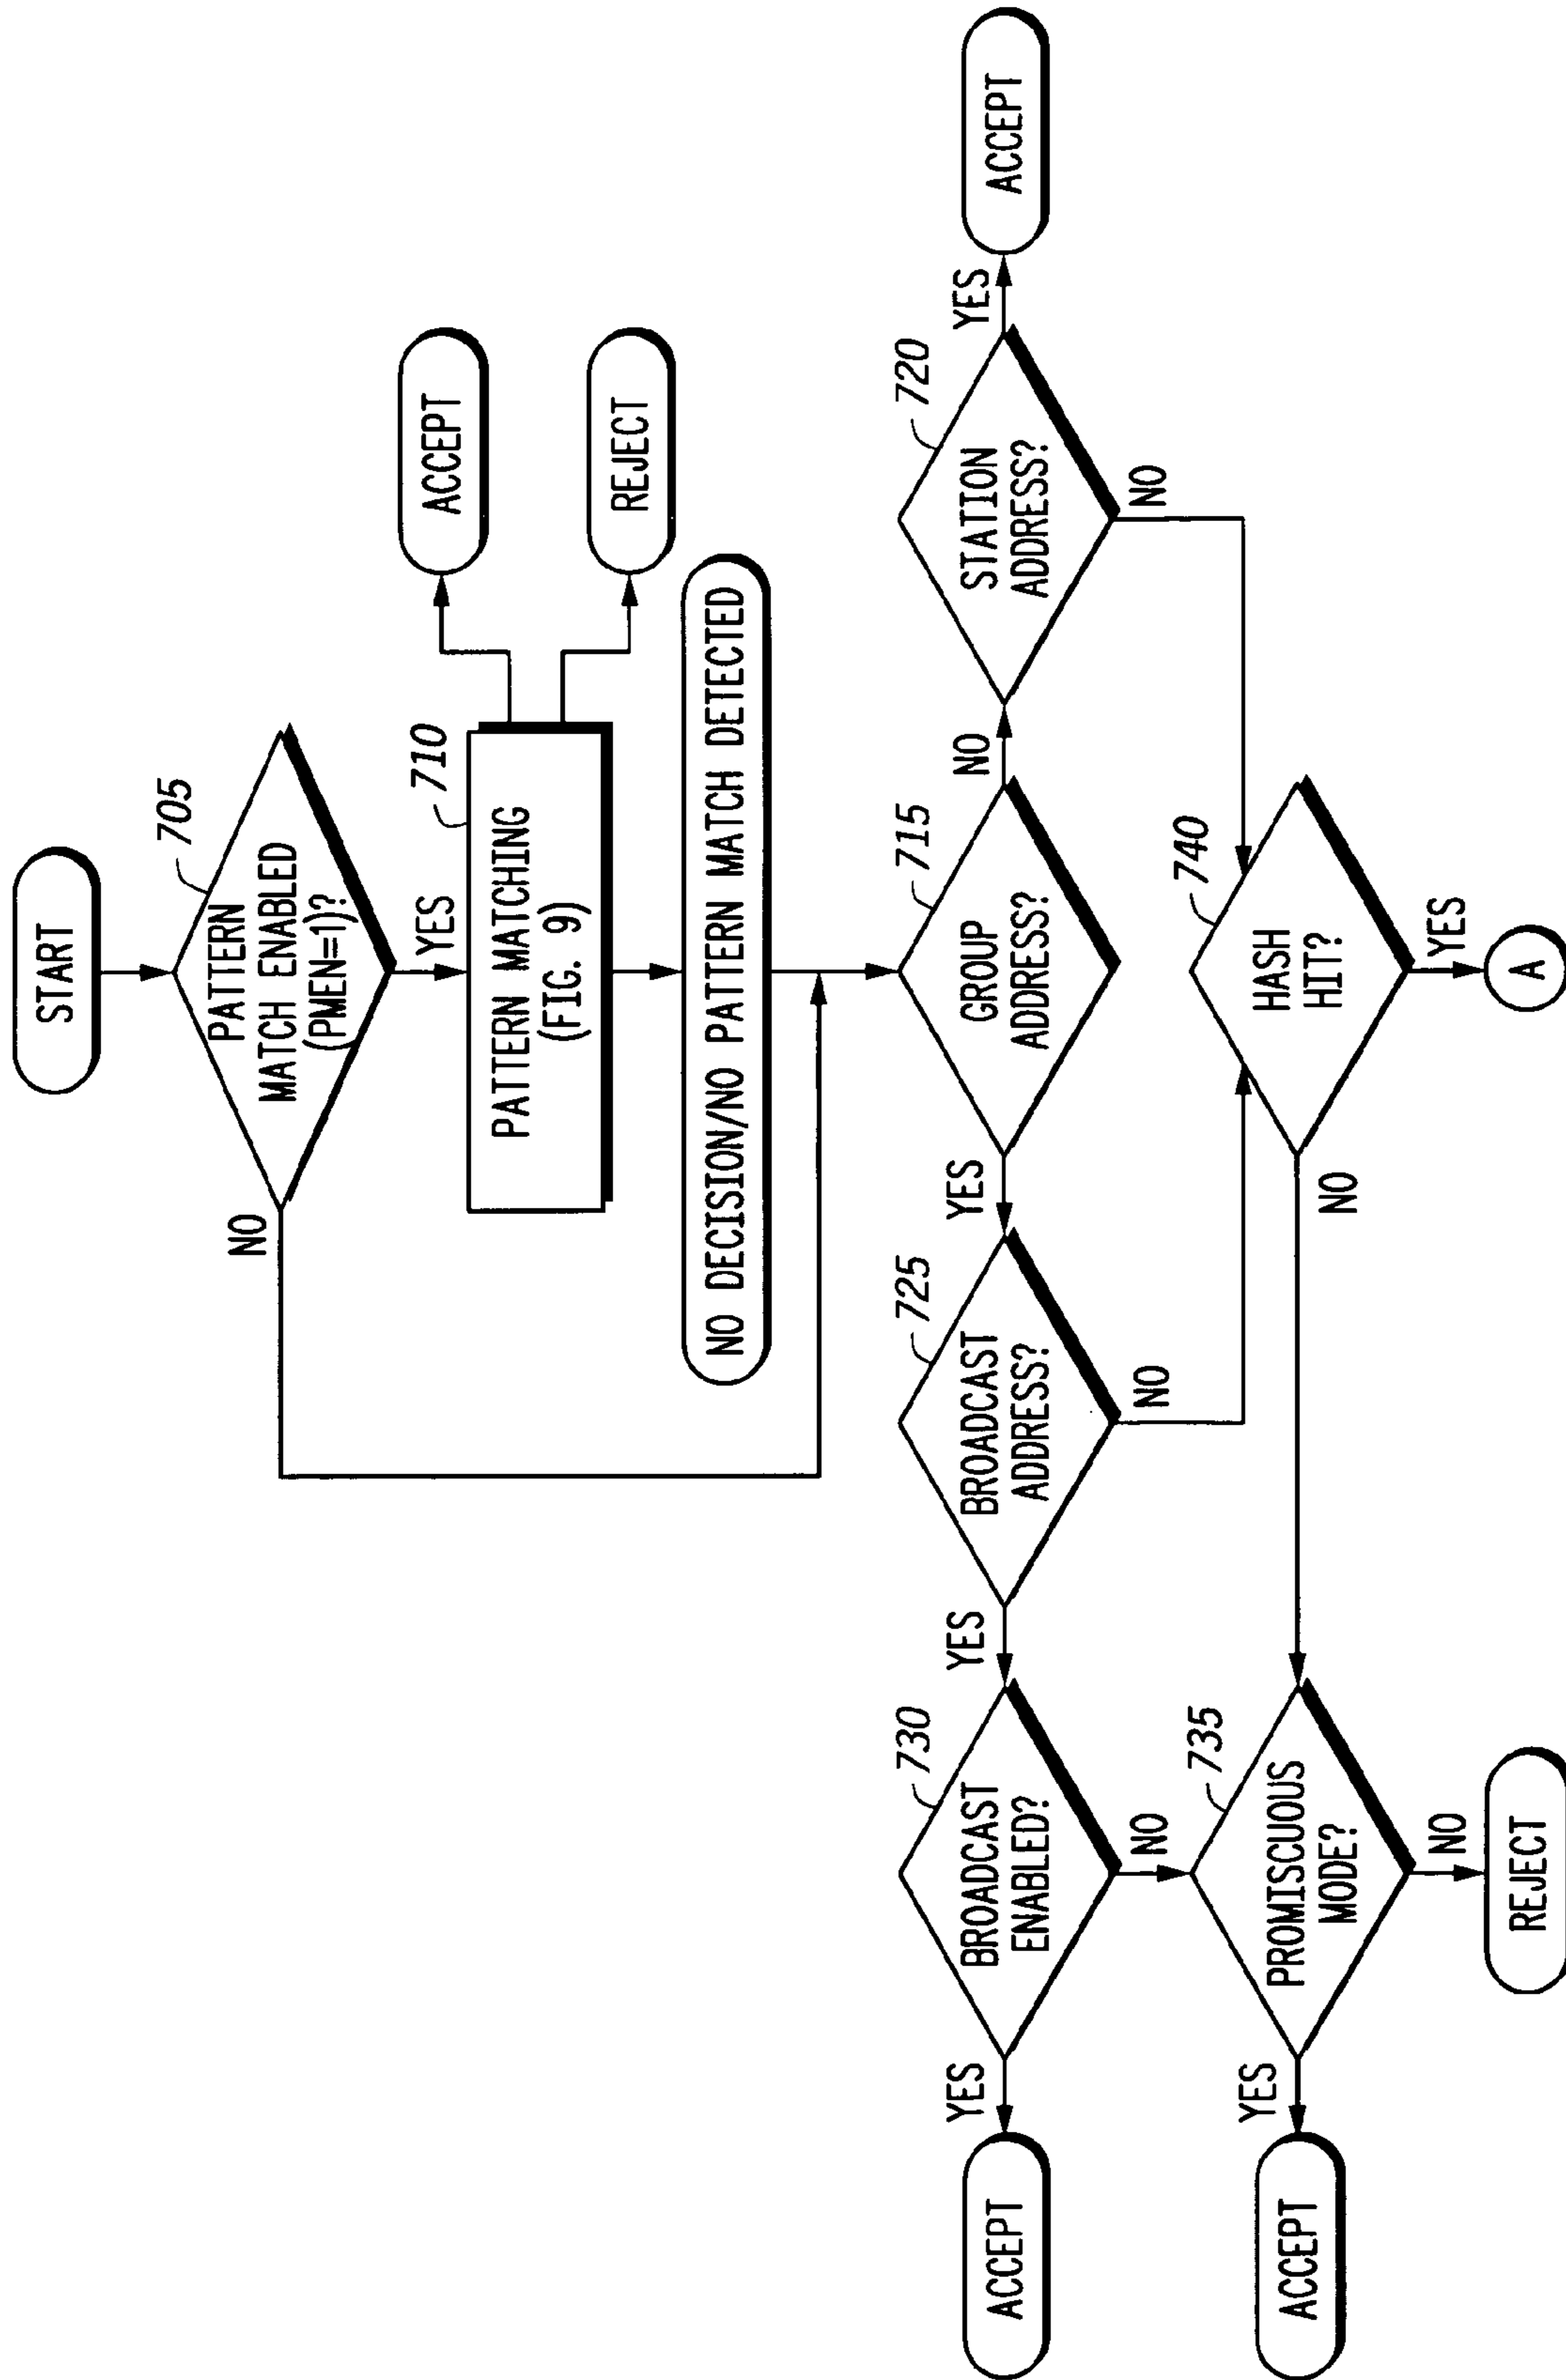 START
705
PATTERN
MATCH ENABLED
(PMEN=1)?
NO
YES
710
PATTERN MATCHING
(FIG. 9)
ACCEPT
REJECT
NO DECISION/NO PATTERN MATCH DETECTED
715
GROUP
ADDRESS?
NO
YES
720
STATION
ADDRESS?
YES
ACCEPT
NO
725
BROADCAST
ADDRESS?
YES
NO
730
BROADCAST
ENABLED?
YES
ACCEPT
NO
735
PROMISCUOUS
MODE?
YES
ACCEPT
NO
REJECT
740
HASH
HIT?
NO
YES
A